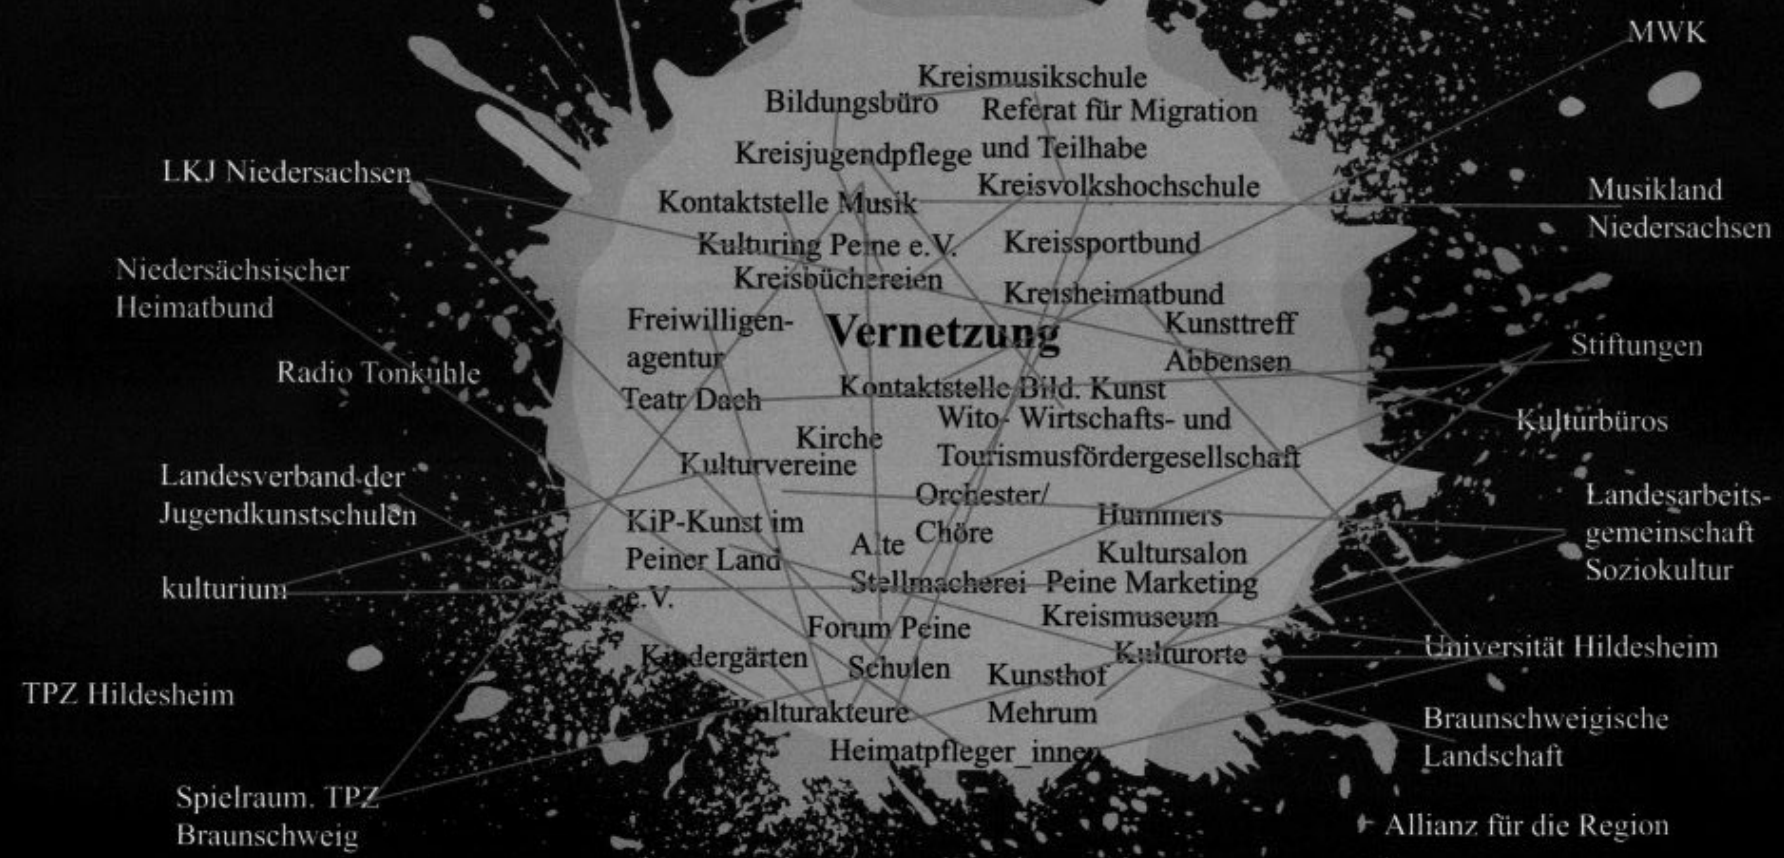 MWK
Kreismusikschule
Bildungsbüro
Referat für Migration
und Teilhabe
Kreisjugendpflege
LKJ Niedersachsen
Kreisvolkshochschule
Musikland
Niedersachsen
Kontaktstelle Musik
Kulturing Peine e.V.
Kreissportbund
Niedersächsischer
Heimatbund
Kreisbüchereien
Kreisheimatbund
Freiwilligen-
agentur
Vernetzung
Kunsttreff
Abbensen
Stiftungen
Radio Tonkühle
Teatr Dach
Kontaktstelle Bild. Kunst
Wito- Wirtschafts- und
Tourismusfördergesellschaft
Kulturbüros
Kirche
Kulturvereine
Landesverband der
Jugendkunstschulen
Orchester/
Chöre
Landesarbeits-
gemeinschaft
Soziokultur
KiP-Kunst im
Peiner Land
e.V.
Hummers
Kultursalon
Alte
Stellmacherei
Peine Marketing
kulturium
Kreismuseum
Forum Peine
Kulturorte
Universität Hildesheim
Kindergärten
Schulen
Kunsthof
Mehrum
TPZ Hildesheim
Kulturakteure
Braunschweigische
Landschaft
Heimatpfleger_innen
Spielraum. TPZ
Braunschweig
Allianz für die Region